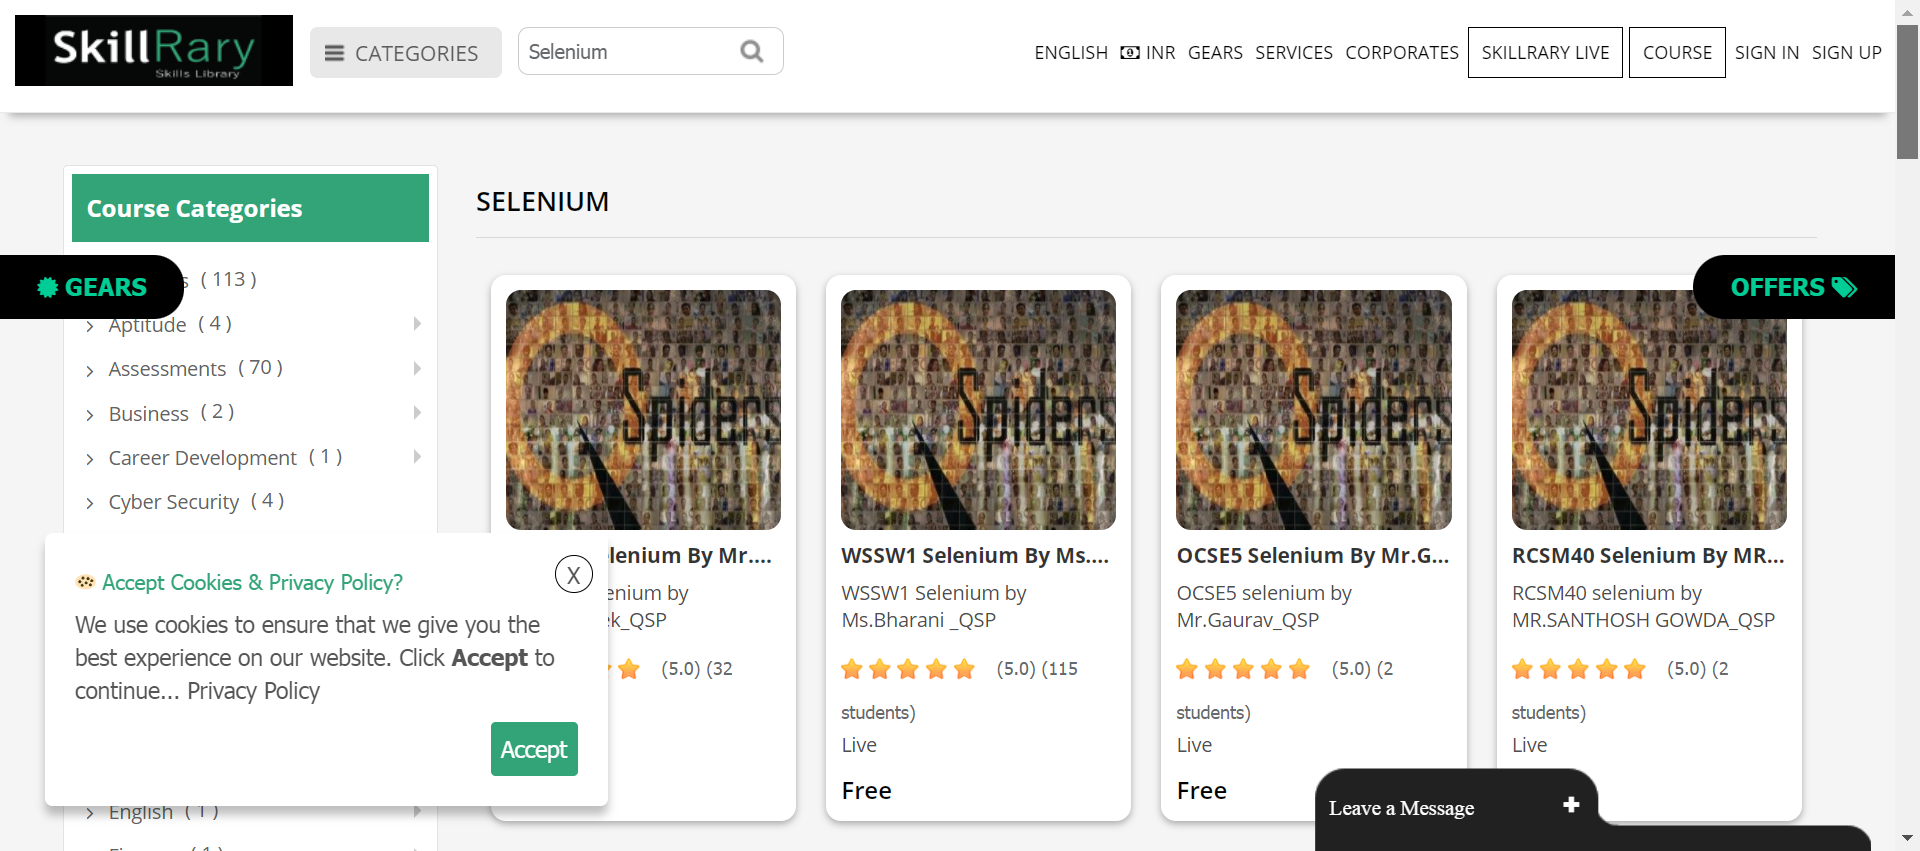 SkillRary
Skills Library
CATEGORIES
Selenium
ENGLISH INR GEARS SERVICES CORPORATES SKILLRARY LIVE COURSE SIGN IN SIGN UP
Course Categories
( 113 )
Aptitude ( 4 )
Assessments ( 70 )
Business ( 2 )
Career Development ( 1 )
Cyber Security ( 4 )
English ( 1 )
( 1 )
GEARS
OFFERS
SELENIUM
Spiders
lenium By Mr....
enium by
ek_QSP
(5.0) (32
Spiders
WSSW1 Selenium By Ms....
WSSW1 Selenium by
Ms.Bharani _QSP
(5.0) (115
students)
Live
Free
Spiders
OCSE5 Selenium By Mr.G...
OCSE5 selenium by
Mr.Gaurav_QSP
(5.0) (2
students)
Live
Free
Spiders
RCSM40 Selenium By MR...
RCSM40 selenium by
MR.SANTHOSH GOWDA_QSP
(5.0) (2
students)
Live
Accept Cookies & Privacy Policy?
X
We use cookies to ensure that we give you the
best experience on our website. Click Accept to
continue... Privacy Policy
Accept
Leave a Message